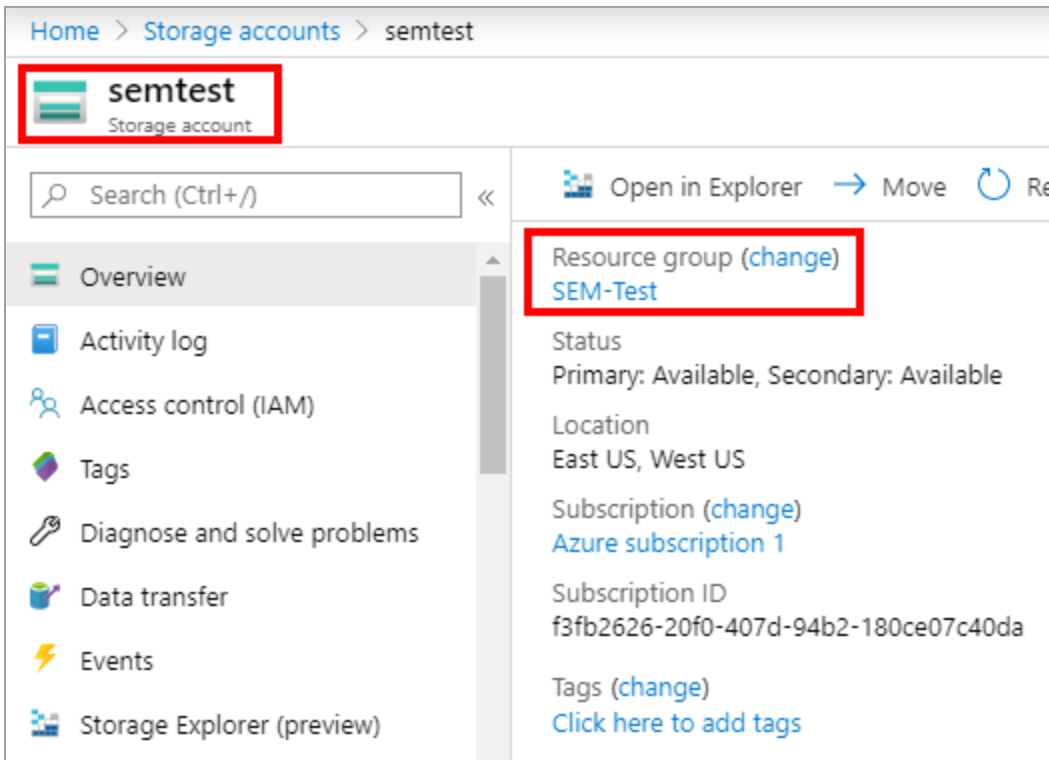 Home > Storage accounts > semtest
semtest
Storage account
Search (Ctrl+/)
«
Overview
Activity log
Access control (IAM)
Tags
Diagnose and solve problems
Data transfer
Events
Storage Explorer (preview)
Open in Explorer → Move Re
Resource group (change)
SEM-Test
Status
Primary: Available, Secondary: Available
Location
East US, West US
Subscription (change)
Azure subscription 1
Subscription ID
f3fb2626-20f0-407d-94b2-180ce07c40da
Tags (change)
Click here to add tags